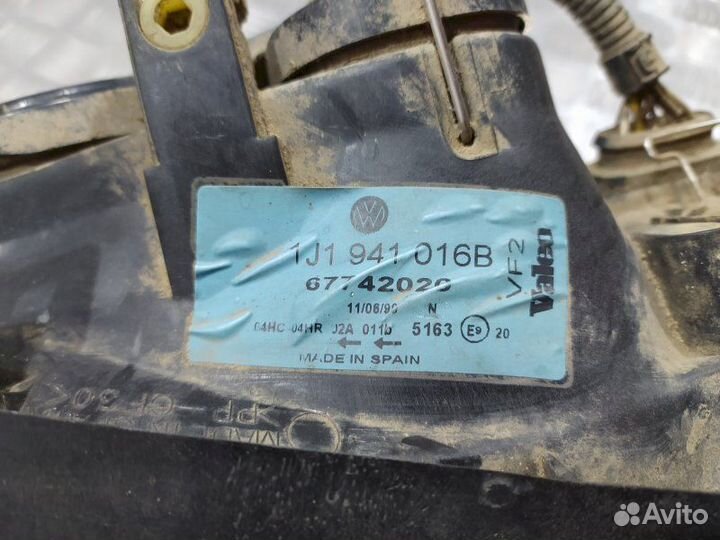 1J1 941 016B
67742020
11/06/98 N
04HC 04HR J2A 011b 5163 E9 20
MADE IN SPAIN
VF2
Valeo
Avito